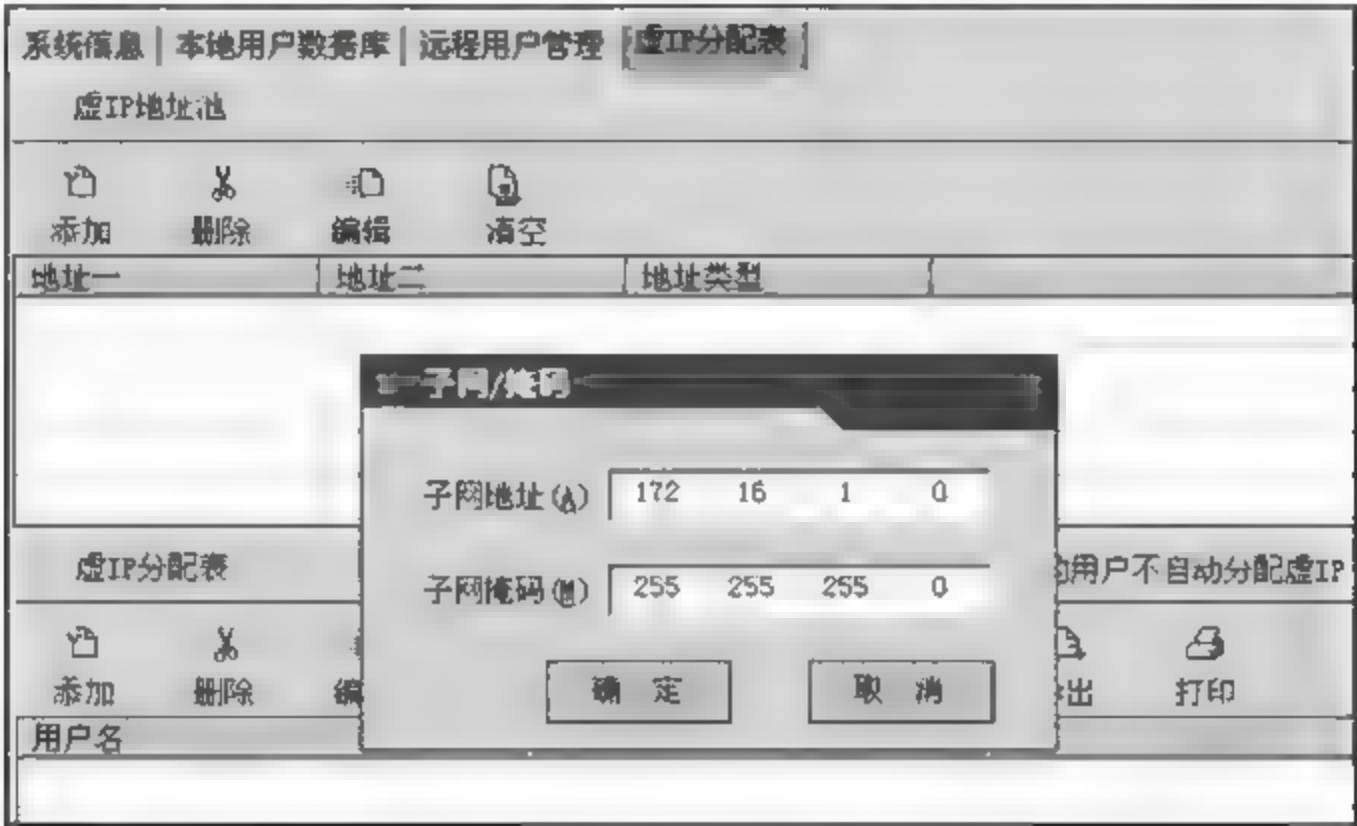 系统信息 本地用户数据库 远程用户管理 虚IP分配表
虚IP地址池
添加 删除 编辑 清空
地址一 地址二 地址类型
子网/掩码
子网地址(A) 172 16 1 0
子网掩码(M) 255 255 255 0
确定 取消
虚IP分配表
用户不自动分配虚IP
添加 删除 编 出 打印
用户名